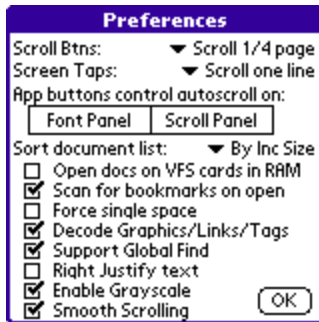 Preferences
Scroll Btns: Scroll 1/4 page
Screen Taps: Scroll one line
App buttons control autoscroll on:
Font Panel Scroll Panel
Sort document list: By Inc Size
Open docs on VFS cards in RAM
Scan for bookmarks on open
Force single space
Decode Graphics/Links/Tags
Support Global Find
Right Justify text
Enable Grayscale
Smooth Scrolling
OK